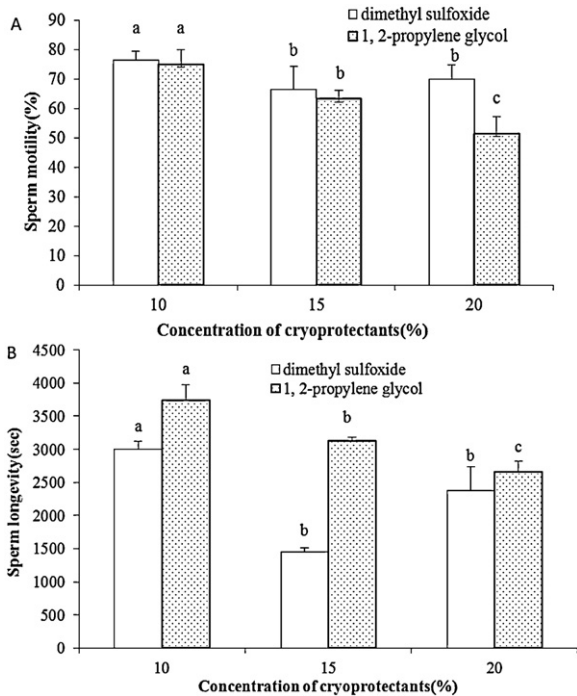 A
dimethyl sulfoxide
1, 2-propylene glycol
Sperm motility(%)
90
80
70
60
50
40
30
20
10
0
a a b b b c
10 15 20
Concentration of cryoprotectants(%)
B
dimethyl sulfoxide
1, 2-propylene glycol
Sperm longevity(sec)
4500
4000
3500
3000
2500
2000
1500
1000
500
0
a a b b b c
10 15 20
Concentration of cryoprotectants(%)